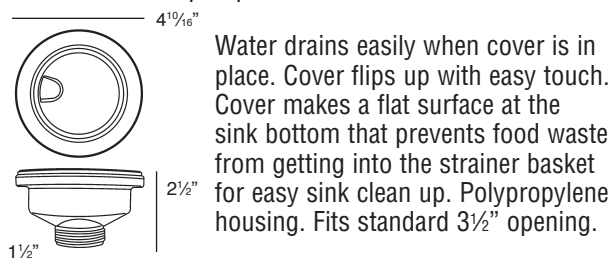 4¹⁰⁄₁₆”
Water drains easily when cover is in
place. Cover flips up with easy touch.
Cover makes a flat surface at the
sink bottom that prevents food waste
from getting into the strainer basket
2½” for easy sink clean up. Polypropylene
housing. Fits standard 3½” opening.
1½”